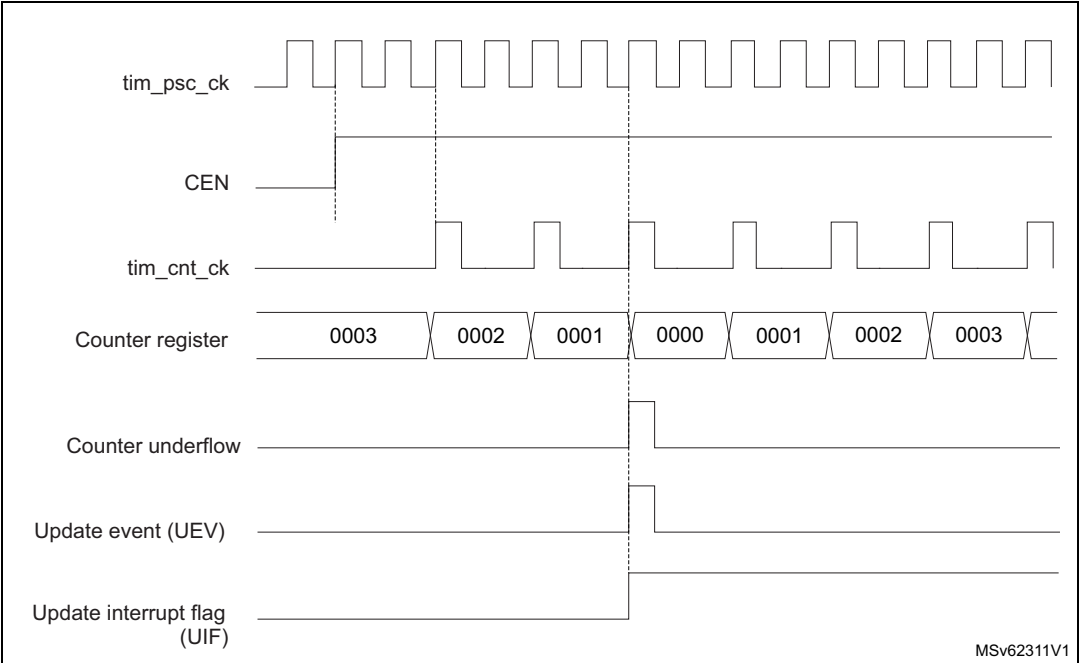 tim_psc_ck
CEN
tim_cnt_ck
Counter register 0003 0002 0001 0000 0001 0002 0003
Counter underflow
Update event (UEV)
Update interrupt flag
(UIF)
MSv62311V1